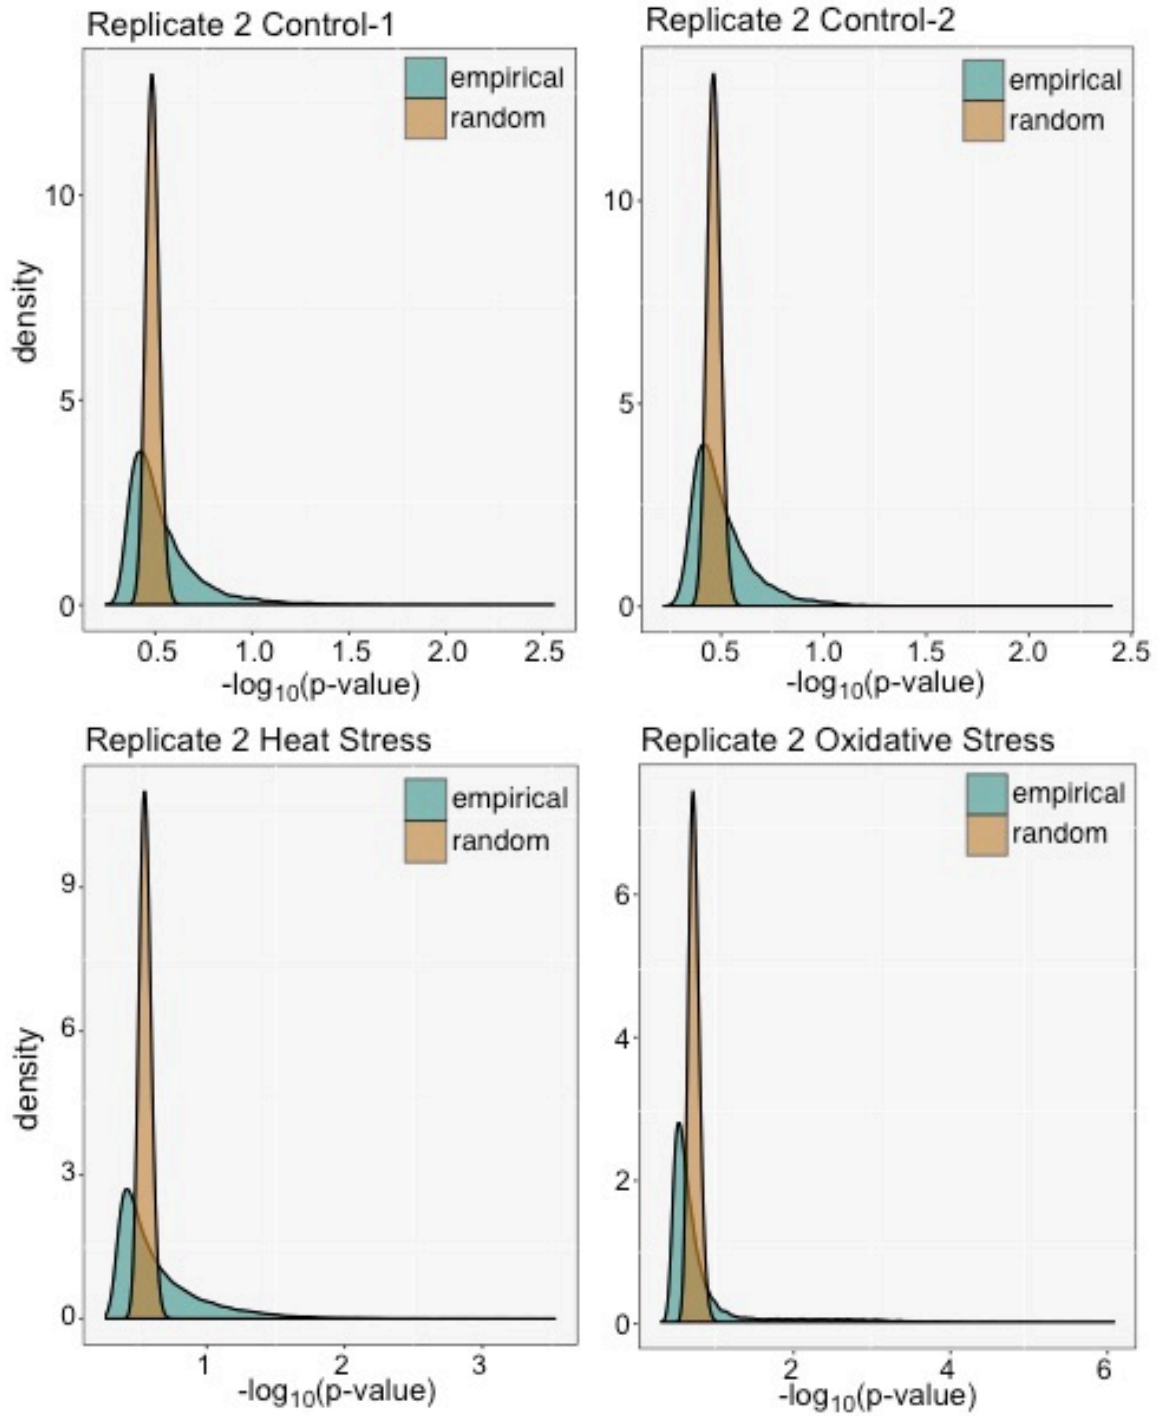 Replicate 2 Control-1
empirical
random
density
10
5
0
0.5 1.0 1.5 2.0 2.5
-log10(p-value)
Replicate 2 Control-2
empirical
random
10
5
0
0.5 1.0 1.5 2.0 2.5
-log10(p-value)
Replicate 2 Heat Stress
empirical
random
density
9
6
3
0
1 2 3
-log10(p-value)
Replicate 2 Oxidative Stress
empirical
random
6
4
2
0
2 4 6
-log10(p-value)